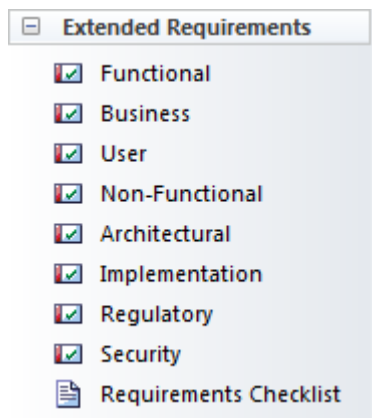 Extended Requirements
Functional
Business
User
Non-Functional
Architectural
Implementation
Regulatory
Security
Requirements Checklist